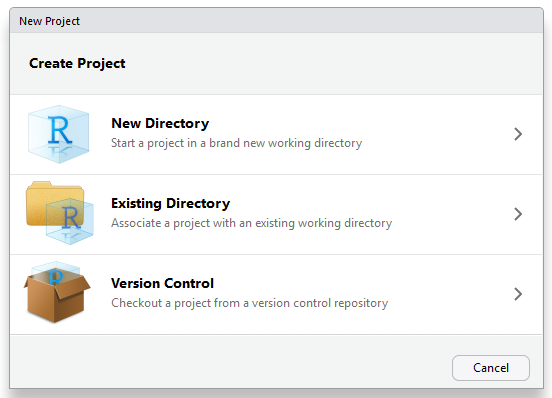 New Project
Create Project
R
New Directory
Start a project in a brand new working directory
R
Existing Directory
Associate a project with an existing working directory
R
Version Control
Checkout a project from a version control repository
Cancel